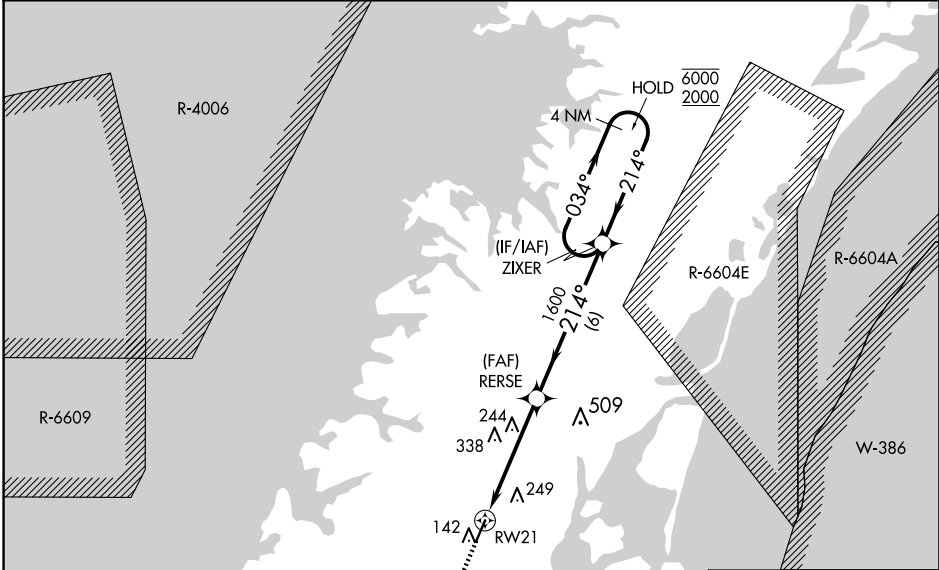 R-4006
HOLD
6000
2000
4 NM
034°
214°
(IF/IAF)
ZIXER
R-6604E
R-6604A
1600
214°
(6)
(FAF)
RERSE
509
244
338
R-6609
W-386
249
142
RW21